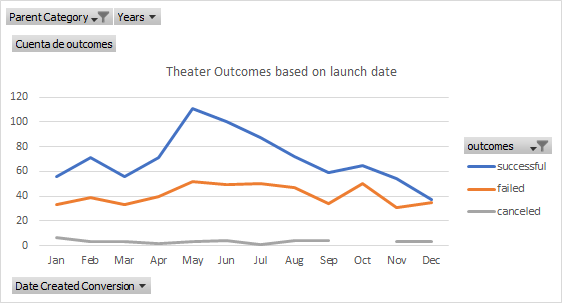 Parent Category Years
Cuenta de outcomes
Theater Outcomes based on launch date
120
100
80
60
40
20
0
Jan Feb Mar Apr May Jun Jul Aug Sep Oct Nov Dec
outcomes
successful
failed
canceled
Date Created Conversion